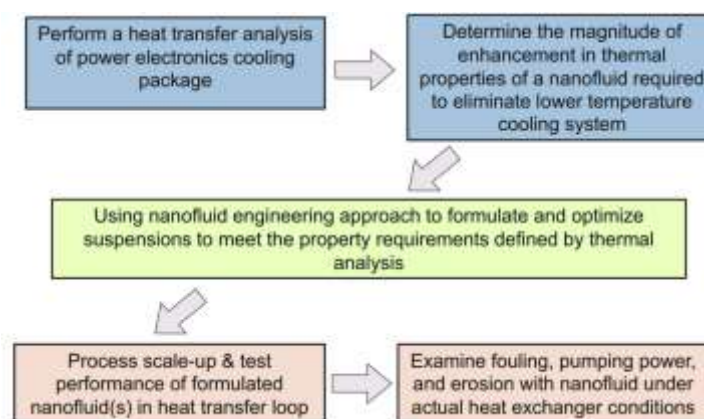 Perform a heat transfer analysis
of power electronics cooling
package
Determine the magnitude of
enhancement in thermal
properties of a nanofluid required
to eliminate lower temperature
cooling system
Using nanofluid engineering approach to formulate and optimize
suspensions to meet the property requirements defined by thermal
analysis
Process scale-up & test
performance of formulated
nanofluid(s) in heat transfer loop
Examine fouling, pumping power,
and erosion with nanofluid under
actual heat exchanger conditions